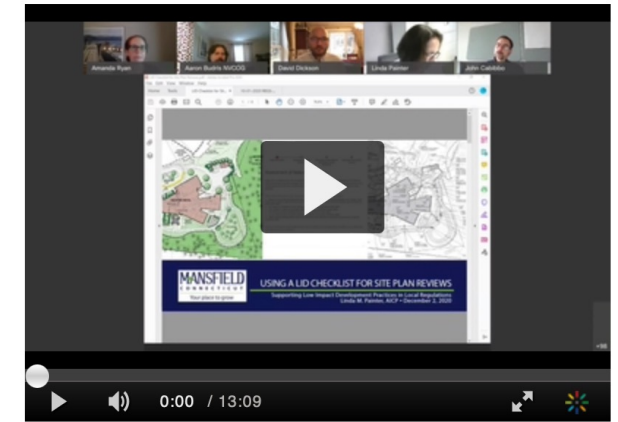 Amanda Ryan
Aaron Budris NVCOG
David Dickson
Linda Painter
John Calabbo
MANSFIELD
CONNECTICUT
Your place to grow
USING A LID CHECKLIST FOR SITE PLAN REVIEWS
Supporting Low Impact Development Practices in Local Regulations
Linda M. Painter, AICP • December 2, 2020
+98
0:00 / 13:09